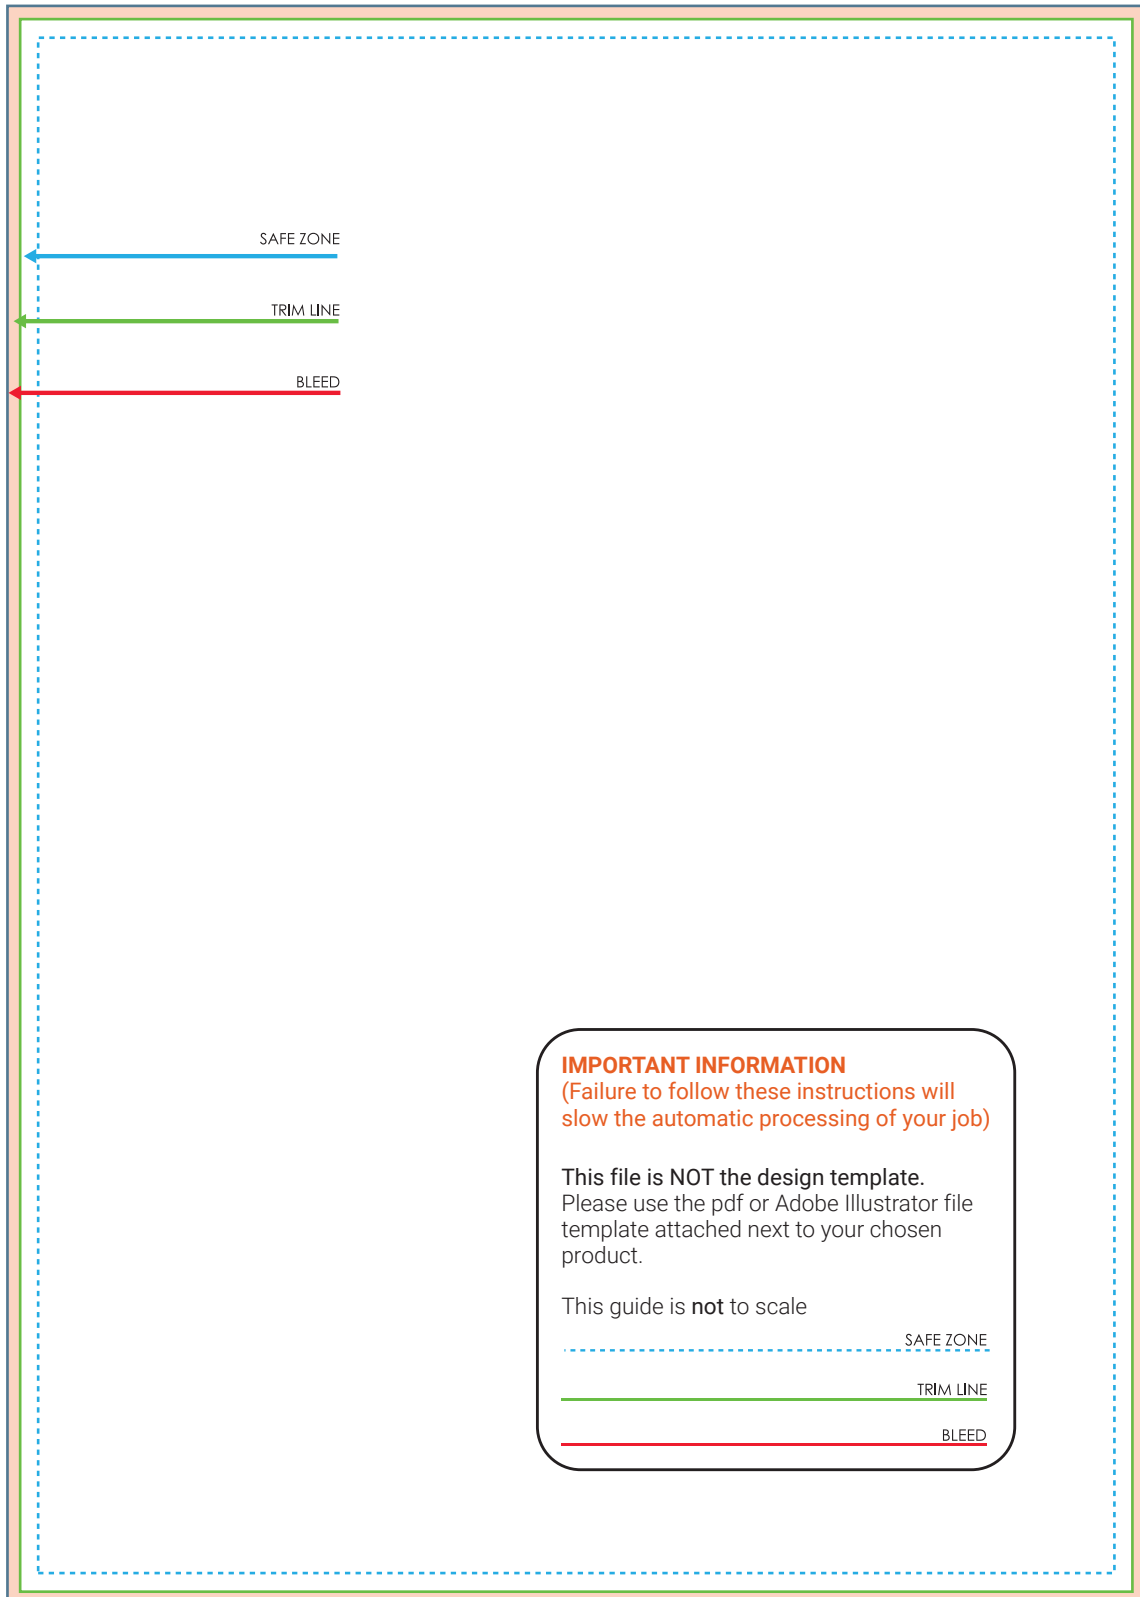 SAFE ZONE
TRIM LINE
BLEED
IMPORTANT INFORMATION
(Failure to follow these instructions will
slow the automatic processing of your job)
This file is NOT the design template.
Please use the pdf or Adobe Illustrator file
template attached next to your chosen
product.
This guide is not to scale
SAFE ZONE
TRIM LINE
BLEED